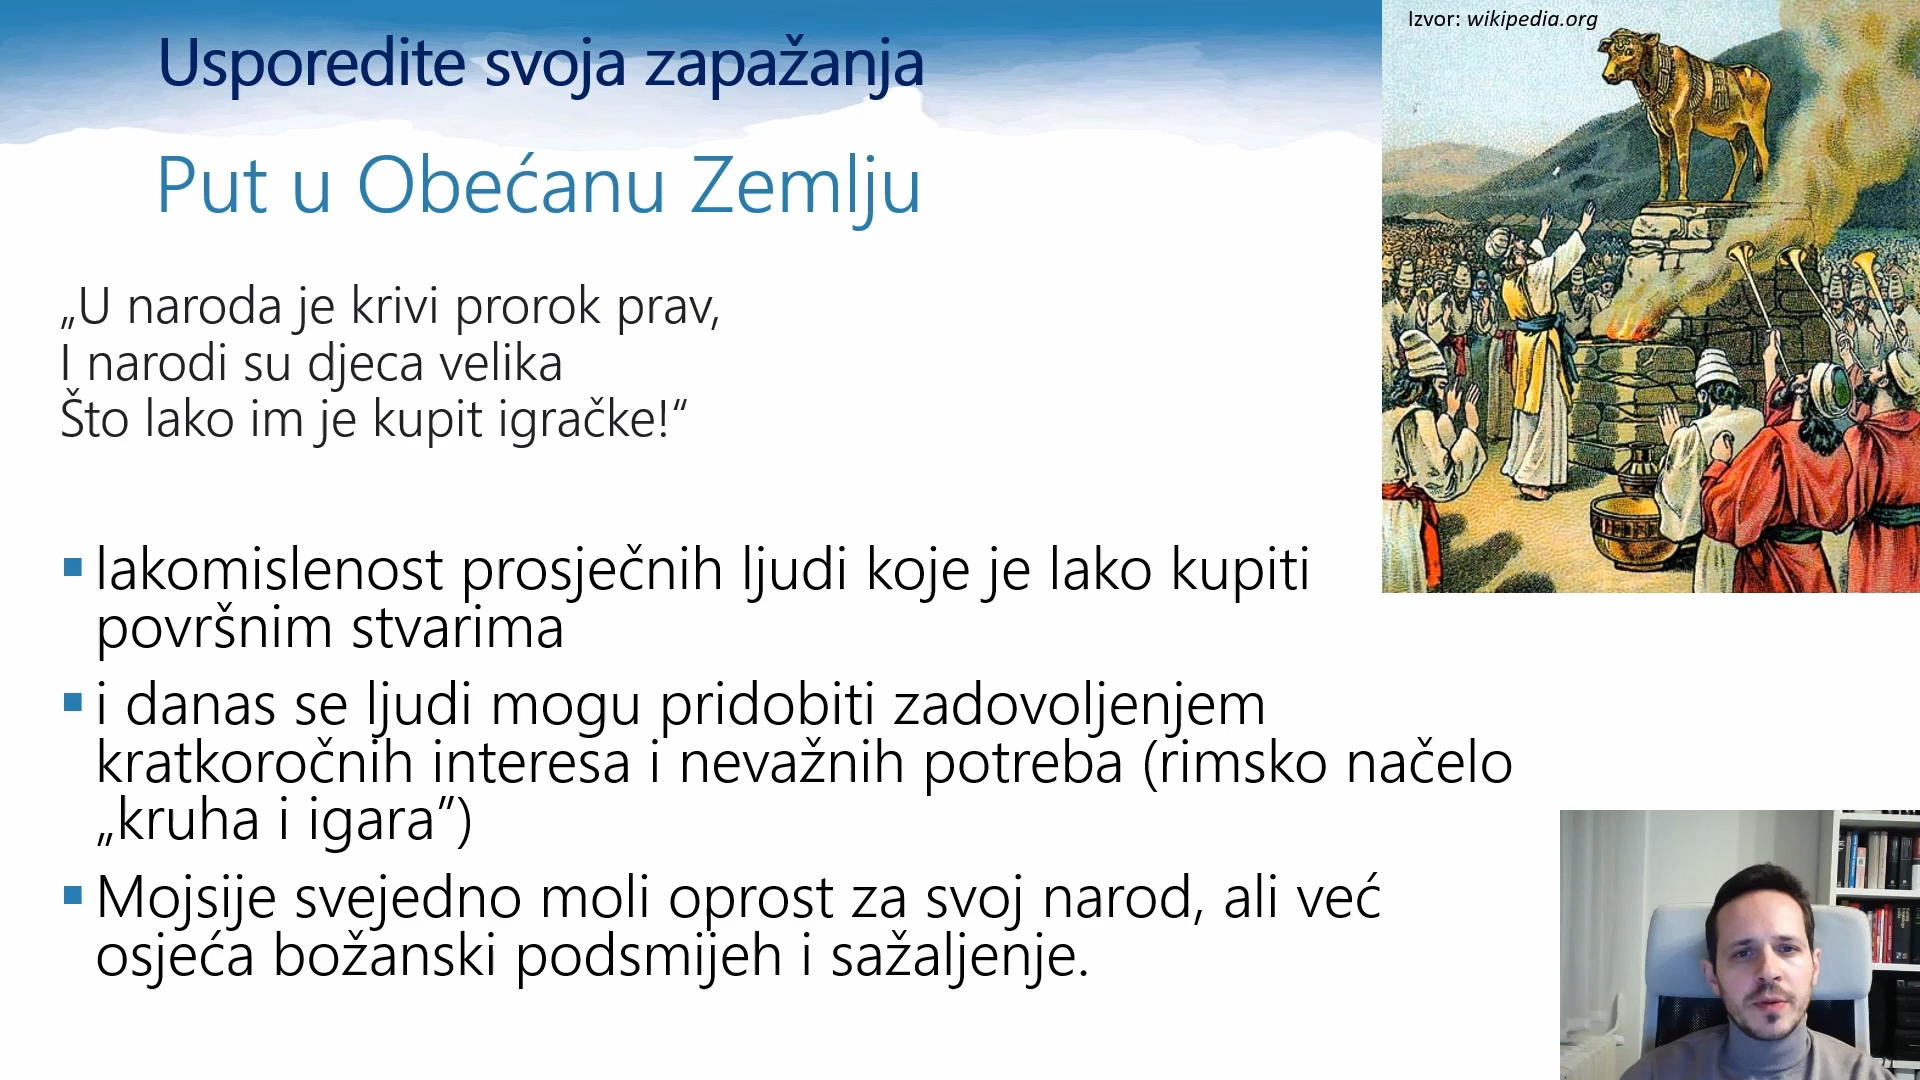 Izvor: wikipedia.org
Usporedite svoja zapažanja
Put u Obećanu Zemlju
„U naroda je krivi prorok prav,
I narodi su djeca velika
Što lako im je kupit igračke!“
lakomislenost prosječnih ljudi koje je lako kupiti
površnim stvarima
i danas se ljudi mogu pridobiti zadovoljenjem
kratkoročnih interesa i nevažnih potreba (rimsko načelo
„kruha i igara”)
Mojsije svejedno moli oprost za svoj narod, ali već
osjeća božanski podsmijeh i sažaljenje.